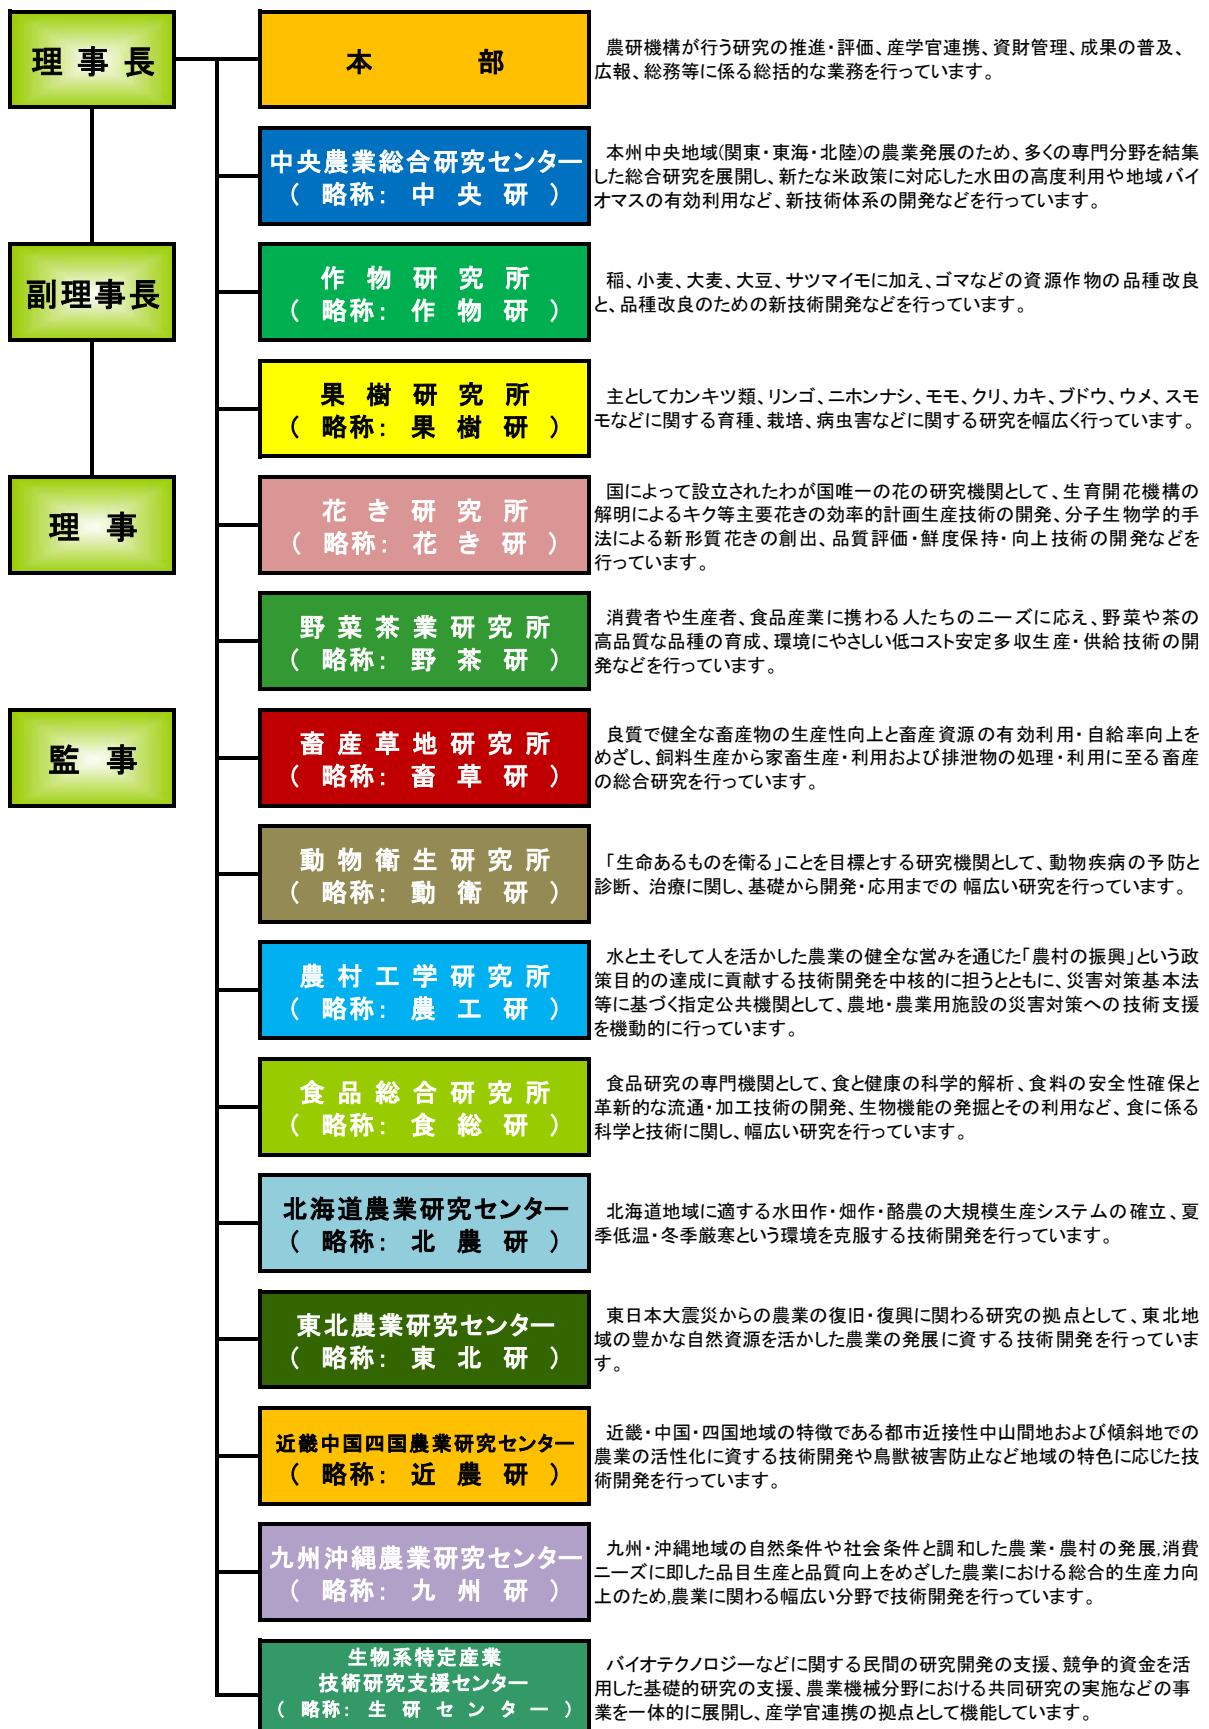 理事長
副理事長
理事
監事
本部
農研機構が行う研究の推進・評価、産学官連携、資財管理、成果の普及、
広報、総務等に係る総括的な業務を行っています。
中央農業総合研究センター
（略称：中央研）
本州中央地域(関東・東海・北陸)の農業発展のため、多くの専門分野を結集
した総合研究を展開し、新たな米政策に対応した水田の高度利用や地域バイ
オマスの有効利用など、新技術体系の開発などを行っています。
作物研究所
（略称：作物研）
稲、小麦、大麦、大豆、サツマイモに加え、ゴマなどの資源作物の品種改良
と、品種改良のための新技術開発などを行っています。
果樹研究所
（略称：果樹研）
主としてカンキツ類、リンゴ、ニホンナシ、モモ、クリ、カキ、ブドウ、ウメ、スモ
モなどに関する育種、栽培、病虫害などに関する研究を幅広く行っています。
花き研究所
（略称：花き研）
国によって設立されたわが国唯一の花の研究機関として、生育開花機構の
解明によるキク等主要花きの効率的計画生産技術の開発、分子生物学的手
法による新形質花きの創出、品質評価・鮮度保持・向上技術の開発などを
行っています。
野菜茶業研究所
（略称：野茶研）
消費者や生産者、食品産業に携わる人たちのニーズに応え、野菜や茶の
高品質な品種の育成、環境にやさしい低コスト安定多収生産・供給技術の開
発などを行っています。
畜産草地研究所
（略称：畜草研）
良質で健全な畜産物の生産性向上と畜産資源の有効利用・自給率向上を
めざし、飼料生産から家畜生産・利用および排泄物の処理・利用に至る畜産
の総合研究を行っています。
動物衛生研究所
（略称：動衛研）
「生命あるものを衛る」ことを目標とする研究機関として、動物疾病の予防と
診断、治療に関し、基礎から開発・応用までの 幅広い研究を行っています。
農村工学研究所
（略称：農工研）
水と土そして人を活かした農業の健全な営みを通じた「農村の振興」という政
策目的の達成に貢献する技術開発を中核的に担うとともに、災害対策基本法
等に基づく指定公共機関として、農地・農業用施設の災害対策への技術支援
を機動的に行っています。
食品総合研究所
（略称：食総研）
食品研究の専門機関として、食と健康の科学的解析、食料の安全性確保と
革新的な流通・加工技術の開発、生物機能の発掘とその利用など、食に係る
科学と技術に関し、幅広い研究を行っています。
北海道農業研究センター
（略称：北農研）
北海道地域に適する水田作・畑作・酪農の大規模生産システムの確立、夏
季低温・冬季厳寒という環境を克服する技術開発を行っています。
東北農業研究センター
（略称：東北研）
東日本大震災からの農業の復旧・復興に関わる研究の拠点として、東北地
域の豊かな自然資源を活かした農業の発展に資する技術開発を行っていま
す。
近畿中国四国農業研究センター
（略称：近農研）
近畿・中国・四国地域の特徴である都市近接性中山間地および傾斜地での
農業の活性化に資する技術開発や鳥獣被害防止など地域の特色に応じた技
術開発を行っています。
九州沖縄農業研究センター
（略称：九州研）
九州・沖縄地域の自然条件や社会条件と調和した農業・農村の発展,消費
ニーズに即した品目生産と品質向上をめざした農業における総合的生産力向
上のため,農業に関わる幅広い分野で技術開発を行っています。
生物系特定産業
技術研究支援センター
（略称：生研センター）
バイオテクノロジーなどに関する民間の研究開発の支援、競争的資金を活
用した基礎的研究の支援、農業機械分野における共同研究の実施などの事
業を一体的に展開し、産学官連携の拠点として機能しています。